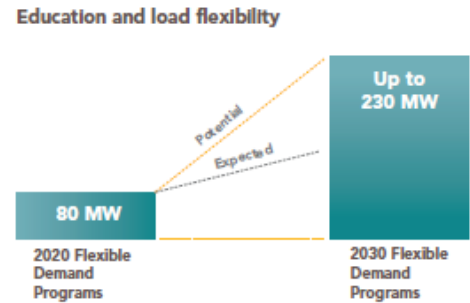 Education and load flexibility
Up to
230 MW
Potential
Expected
80 MW
2020 Flexible
Demand
Programs
2030 Flexible
Demand
Programs